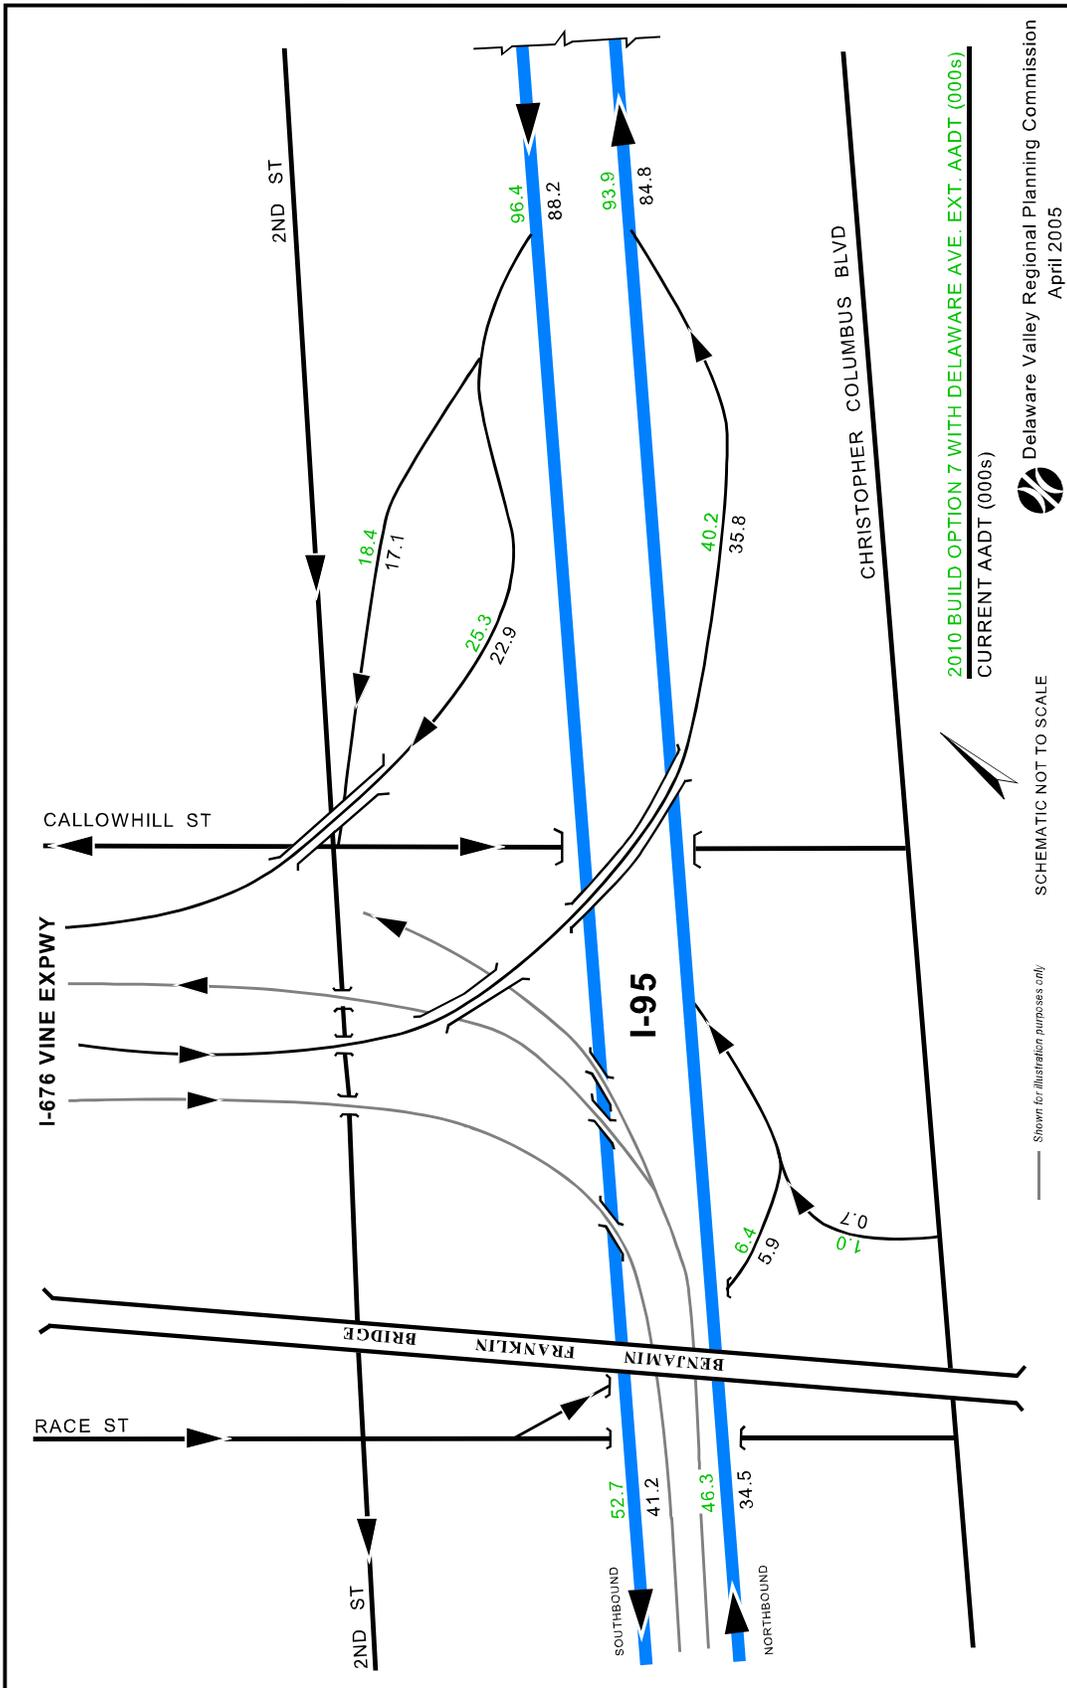 2ND ST
96.4
88.2
93.9
84.8
18.4
17.1
25.3
22.9
40.2
35.8
CHRISTOPHER COLUMBUS BLVD
CALLOWHILL ST
I-676 VINE EXPWY
I-95
6.4
5.9
0.7
1.0
BENJAMIN FRANKLIN BRIDGE
RACE ST
52.7
41.2
46.3
34.5
2ND ST
SOUTHBOUND
NORTHBOUND
2010 BUILD OPTION 7 WITH DELAWARE AVE. EXT. AADT (000s)
CURRENT AADT (000s)
Delaware Valley Regional Planning Commission
April 2005
SCHEMATIC NOT TO SCALE
Shown for illustration purposes only